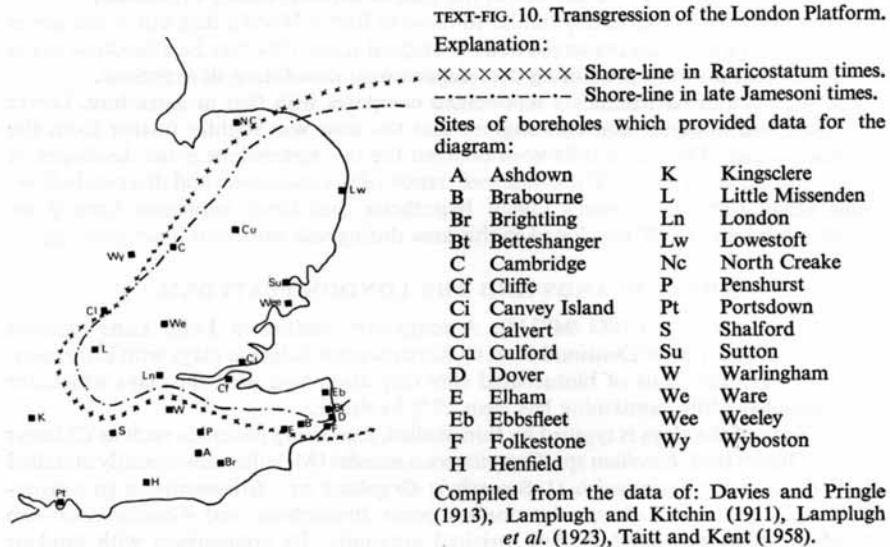 TEXT-FIG. 10. Transgression of the London Platform.
Explanation:
× × × × × × × × Shore-line in Raricostatum times.
Shore-line in late Jamesoni times.
Sites of boreholes which provided data for the
diagram:
A Ashdown K Kingsclere
B Brabourne L Little Missenden
Br Brightling Ln London
Bt Betteshanger Lw Lowestoft
C Cambridge Nc North Creake
Cf Cliffe P Penshurst
Ci Canvey Island Pt Portsdown
Cl Calvert S Shalford
Cu Culford Su Sutton
D Dover W Warlingham
E Elham We Ware
Eb Ebbsfleet Wee Weeley
F Folkestone Wy Wyboston
H Henfield
Compiled from the data of: Davies and Pringle
(1913), Lamplugh and Kitchin (1911), Lamplugh
et al. (1923), Taitt and Kent (1958).
NC
Lw
Cu
C
Wy
Su
Wee
Cl
We
L
Ci
Ln
Cf
Eb
D
K
W
B
S
P
E
F
A
Br
H
Pt